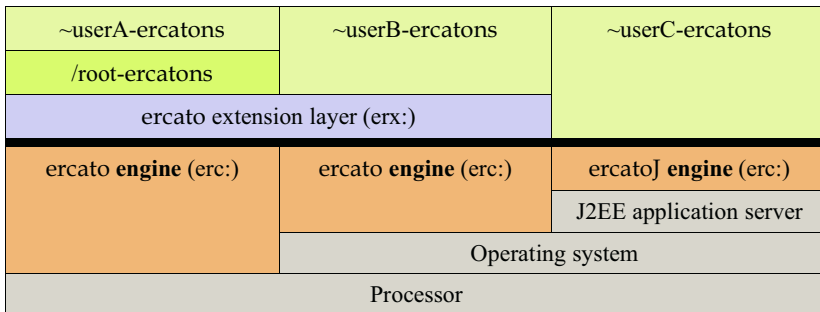 ~userA-ercatons
~userB-ercatons
~userC-ercatons
/root-ercatons
ercato extension layer (erx:)
ercato engine (erc:)
ercato engine (erc:)
ercatoJ engine (erc:)
J2EE application server
Operating system
Processor